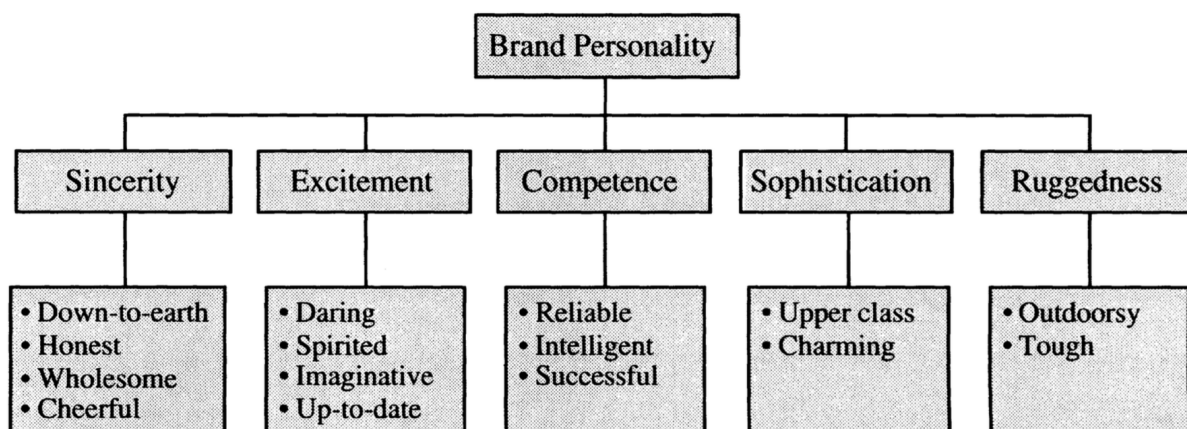 Brand Personality
Sincerity
Excitement
Competence
Sophistication
Ruggedness
• Down-to-earth
• Honest
• Wholesome
• Cheerful
• Daring
• Spirited
• Imaginative
• Up-to-date
• Reliable
• Intelligent
• Successful
• Upper class
• Charming
• Outdoorsy
• Tough